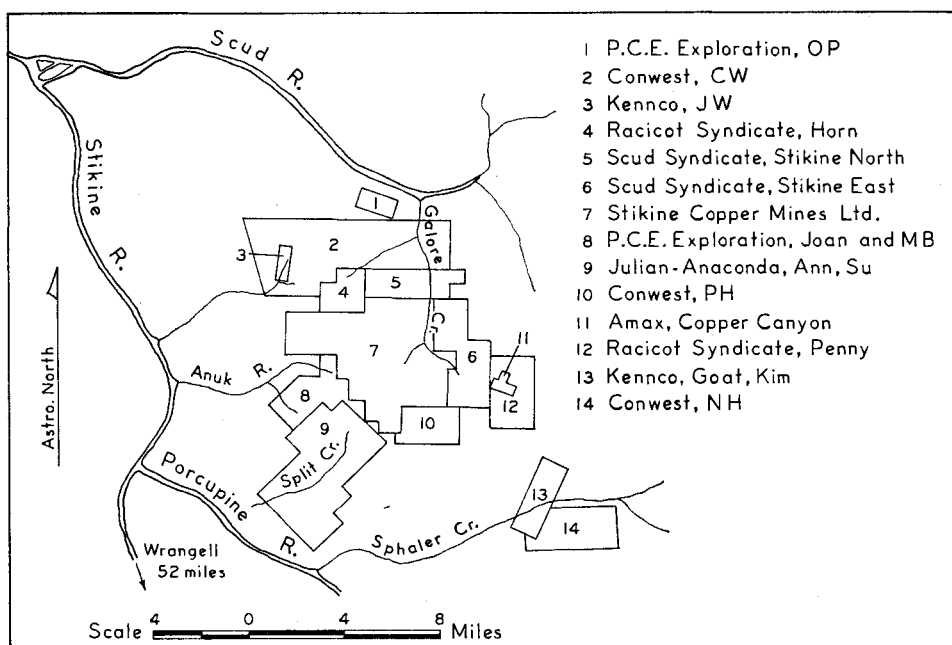 Scud R.
Stikine R.
Galore Cr.
Anuk R.
Split Cr.
Porcupine R.
Sphaler Cr.
Astro. North
Wrangell
52 miles
1
2
3
4
5
6
7
8
9
10
11
12
13
14
1 P.C.E. Exploration, OP
2 Conwest, CW
3 Kennco, JW
4 Racicot Syndicate, Horn
5 Scud Syndicate, Stikine North
6 Scud Syndicate, Stikine East
7 Stikine Copper Mines Ltd.
8 P.C.E. Exploration, Joan and MB
9 Julian-Anaconda, Ann, Su
10 Conwest, PH
11 Amax, Copper Canyon
12 Racicot Syndicate, Penny
13 Kennco, Goat, Kim
14 Conwest, NH
4 0 4 8
Scale Miles